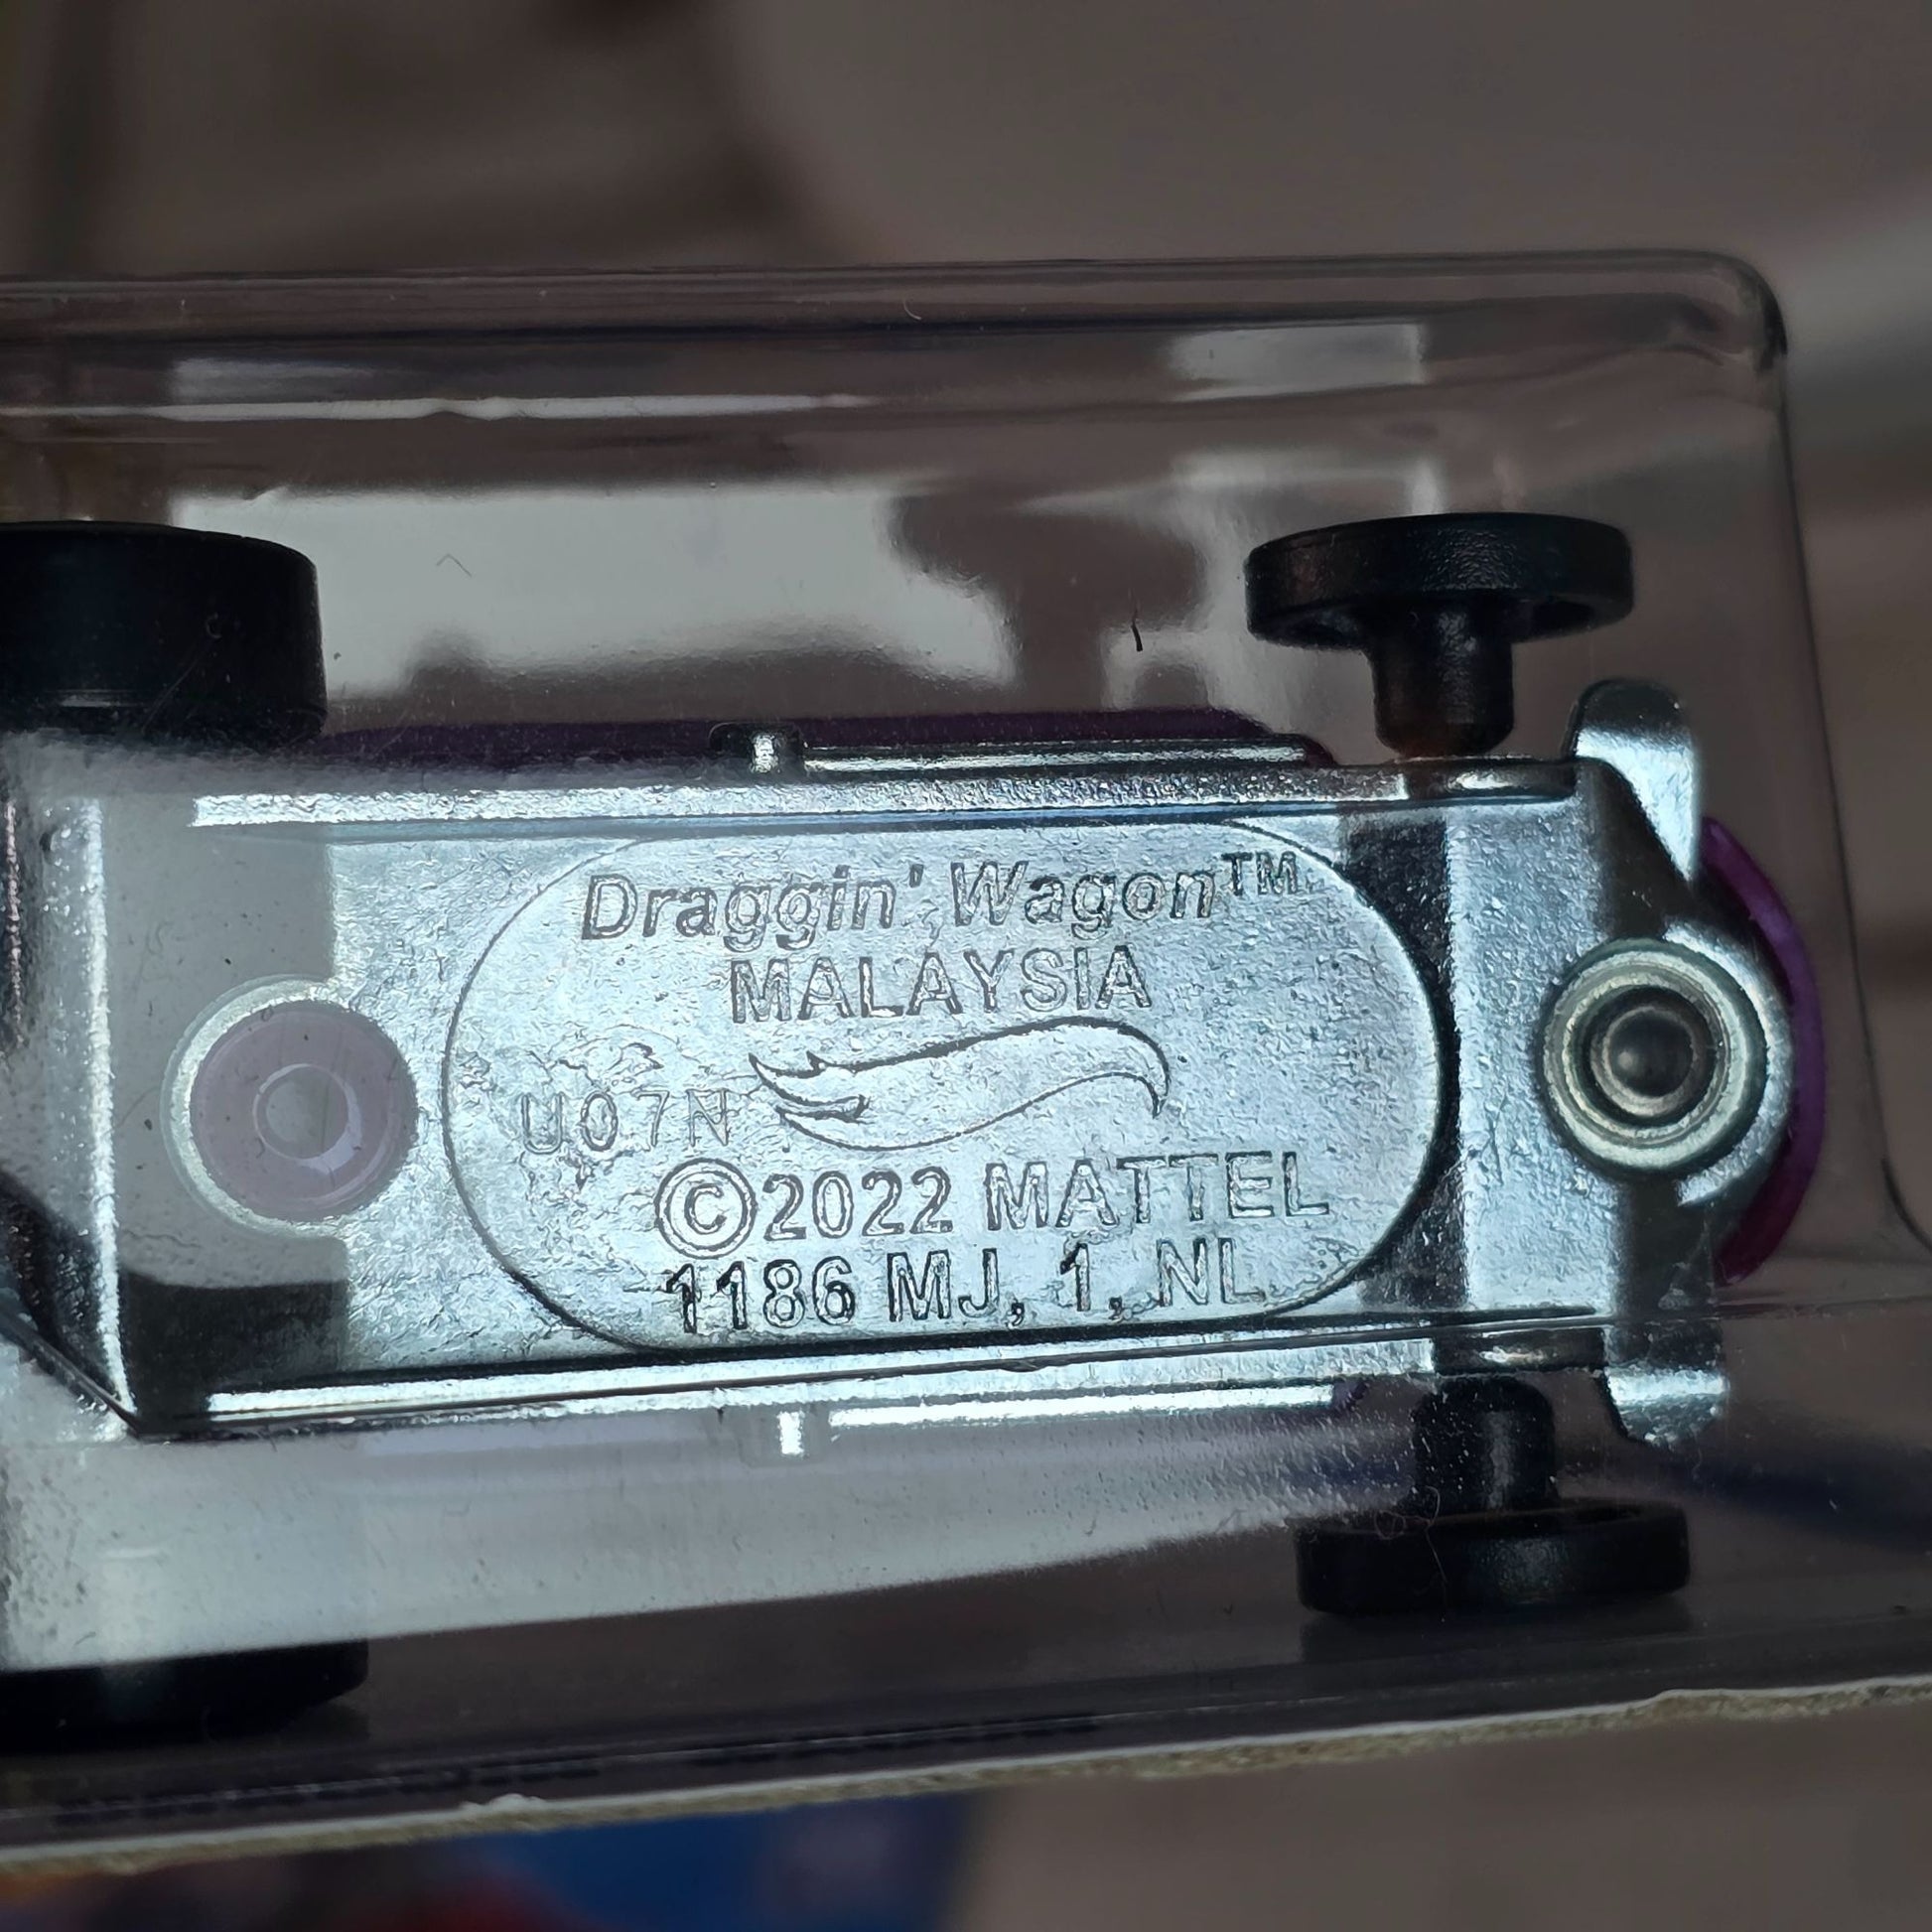 Draggin' Wagon™
MALAYSIA
U07N
©2022 MATTEL
1186 MJ, 1, NL